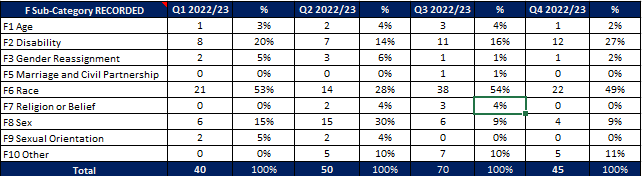 F Sub-Category RECORDED Q1 2022/23 % Q2 2022/23 % Q3 2022/23 % Q4 2022/23 %
F1 Age 1 3% 2 4% 3 4% 1 2%
F2 Disability 8 20% 7 14% 11 16% 12 27%
F3 Gender Reassignment 2 5% 3 6% 1 1% 1 2%
F5 Marriage and Civil Partnership 0 0% 0 0% 1 1% 0 0%
F6 Race 21 53% 14 28% 38 54% 22 49%
F7 Religion or Belief 0 0% 2 4% 3 4% 0 0%
F8 Sex 6 15% 15 30% 6 9% 4 9%
F9 Sexual Orientation 2 5% 2 4% 0 0% 0 0%
F10 Other 0 0% 5 10% 7 10% 5 11%
Total 40 100% 50 100% 70 100% 45 100%